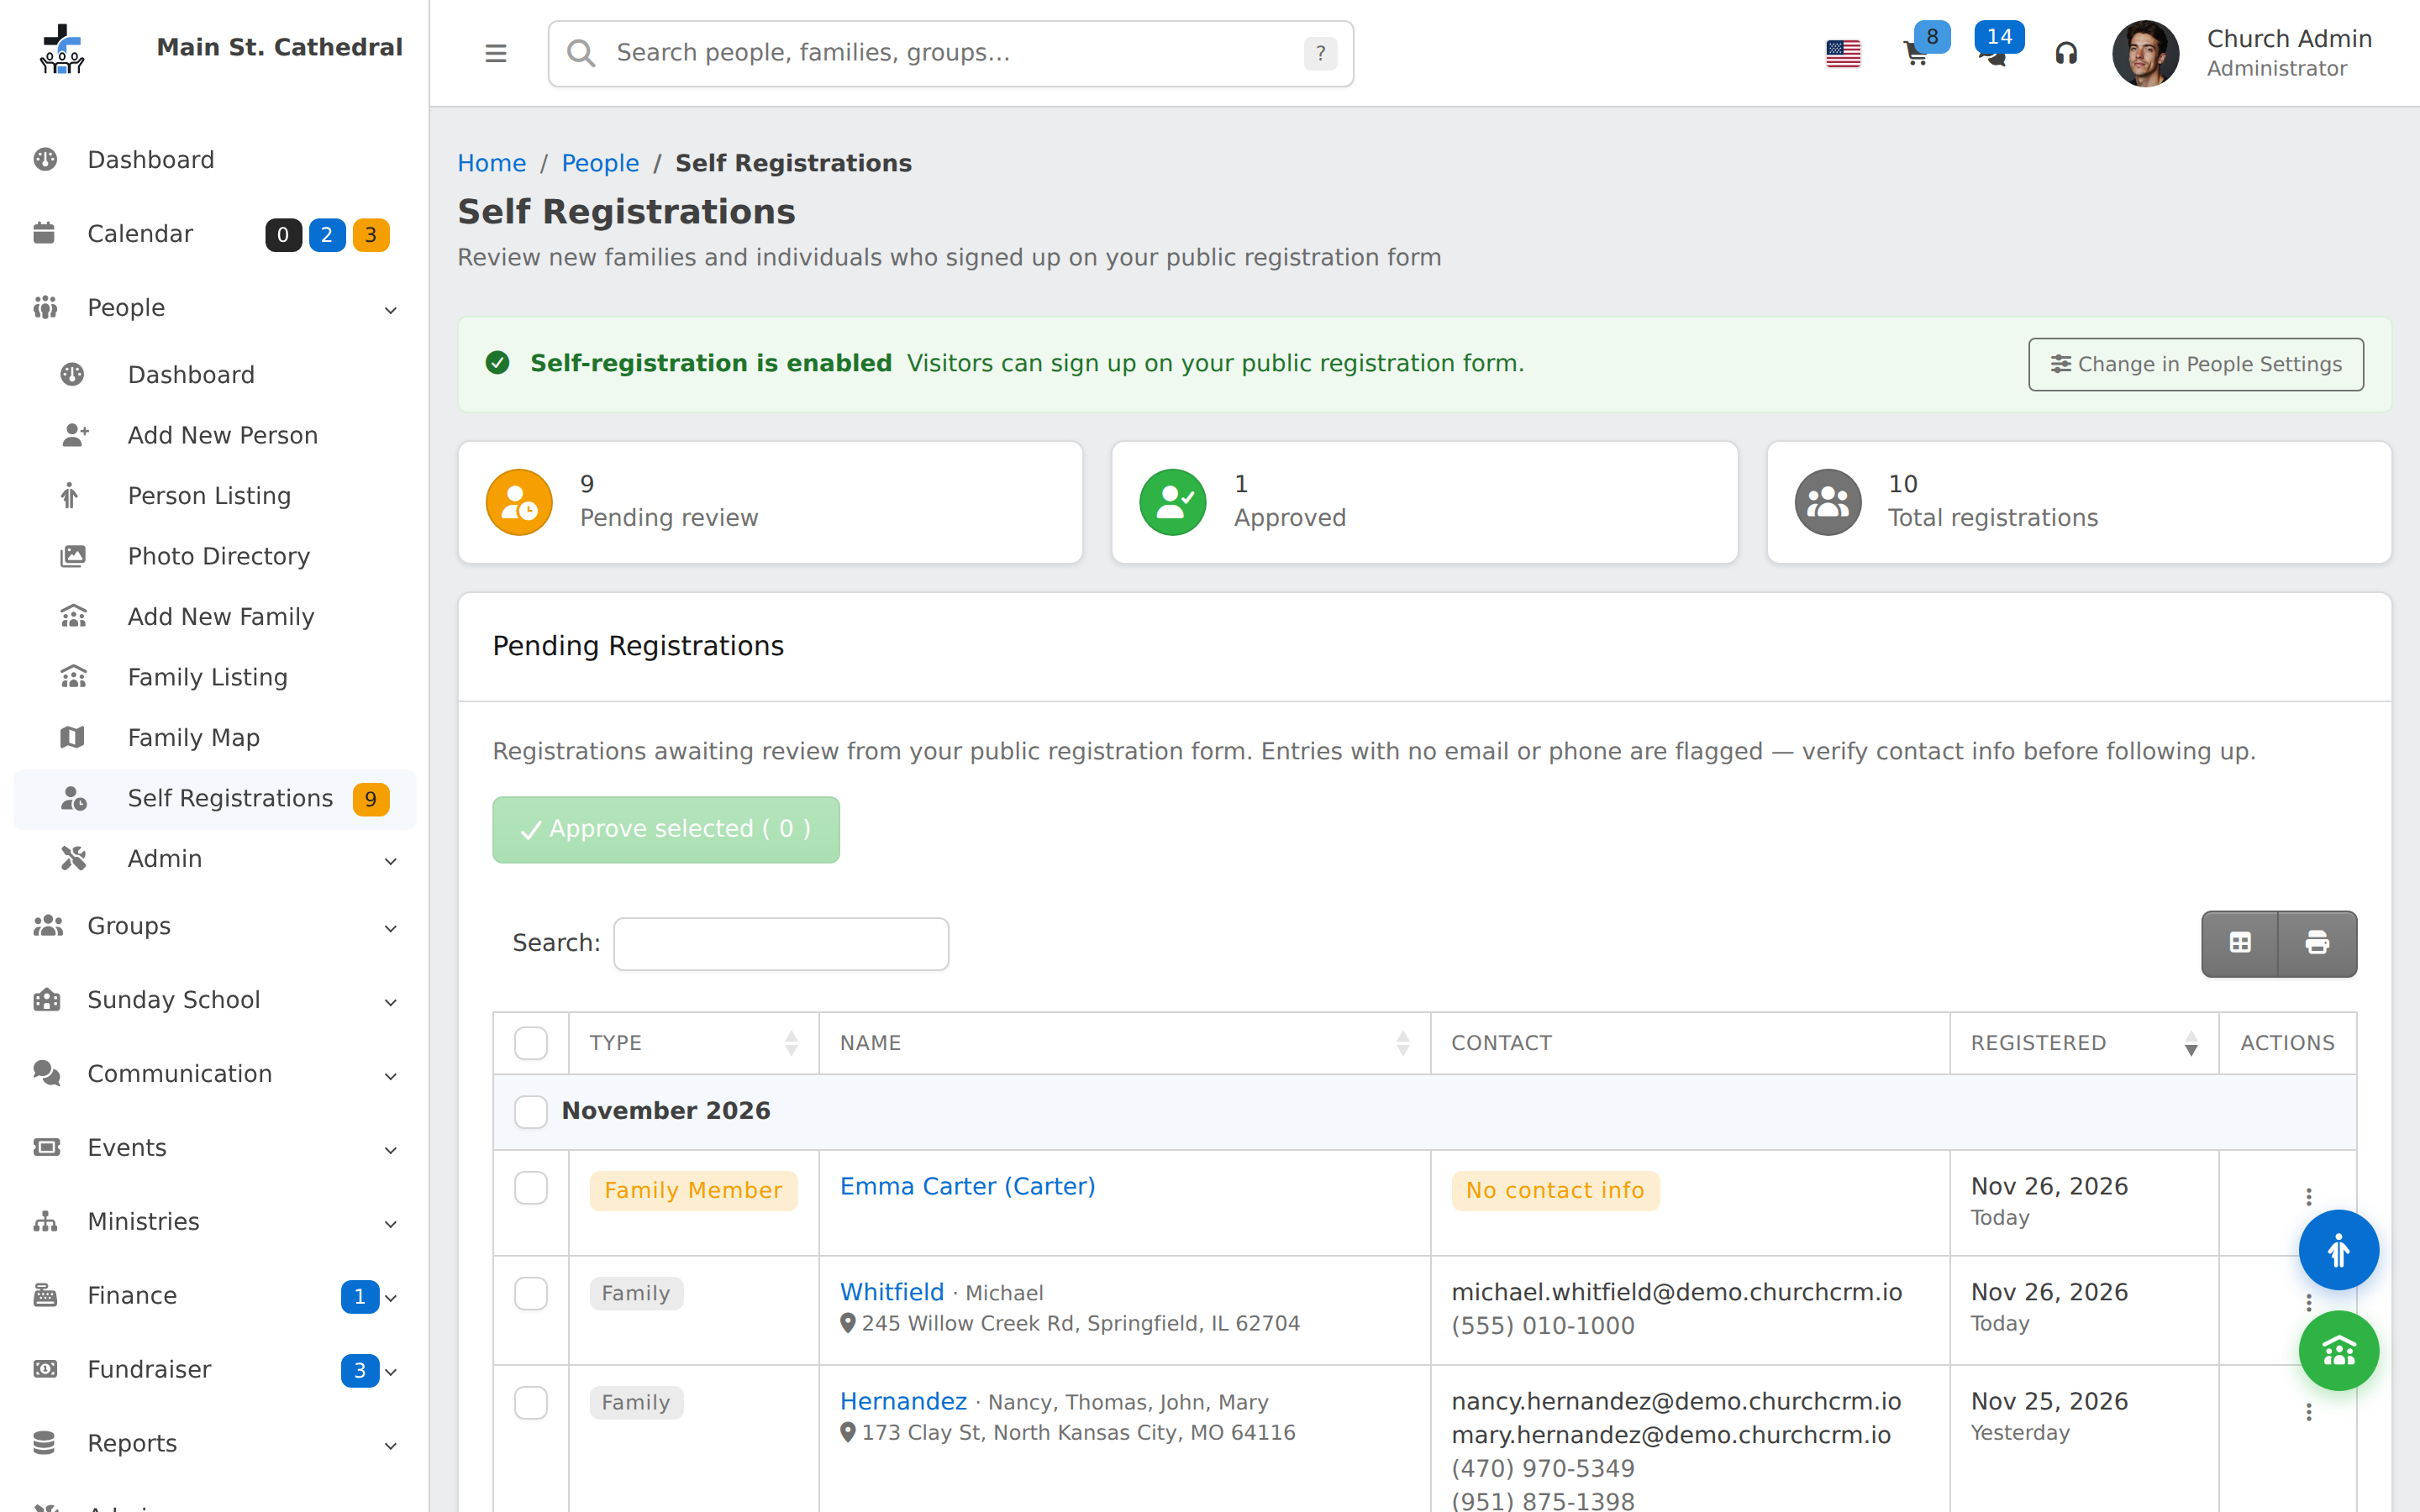 Main St. Cathedral
Search people, families, groups... ?
8
14
Church Admin
Administrator
Dashboard
Calendar 0 2 3
People
Dashboard
Add New Person
Person Listing
Photo Directory
Add New Family
Family Listing
Family Map
Self Registrations 9
Admin
Groups
Sunday School
Communication
Events
Ministries
Finance 1
Fundraiser 3
Reports
Home / People / Self Registrations
Self Registrations
Review new families and individuals who signed up on your public registration form
Self-registration is enabled Visitors can sign up on your public registration form.
Change in People Settings
9
Pending review
1
Approved
10
Total registrations
Pending Registrations
Registrations awaiting review from your public registration form. Entries with no email or phone are flagged — verify contact info before following up.
Approve selected ( 0 )
Search:
TYPE NAME CONTACT REGISTERED ACTIONS
November 2026
Family Member Emma Carter (Carter) No contact info Nov 26, 2026
Today
Family Whitfield · Michael michael.whitfield@demo.churchcrm.io Nov 26, 2026
245 Willow Creek Rd, Springfield, IL 62704 (555) 010-1000 Today
Family Hernandez · Nancy, Thomas, John, Mary nancy.hernandez@demo.churchcrm.io Nov 25, 2026
173 Clay St, North Kansas City, MO 64116 mary.hernandez@demo.churchcrm.io Yesterday
(470) 970-5349
(951) 875-1398